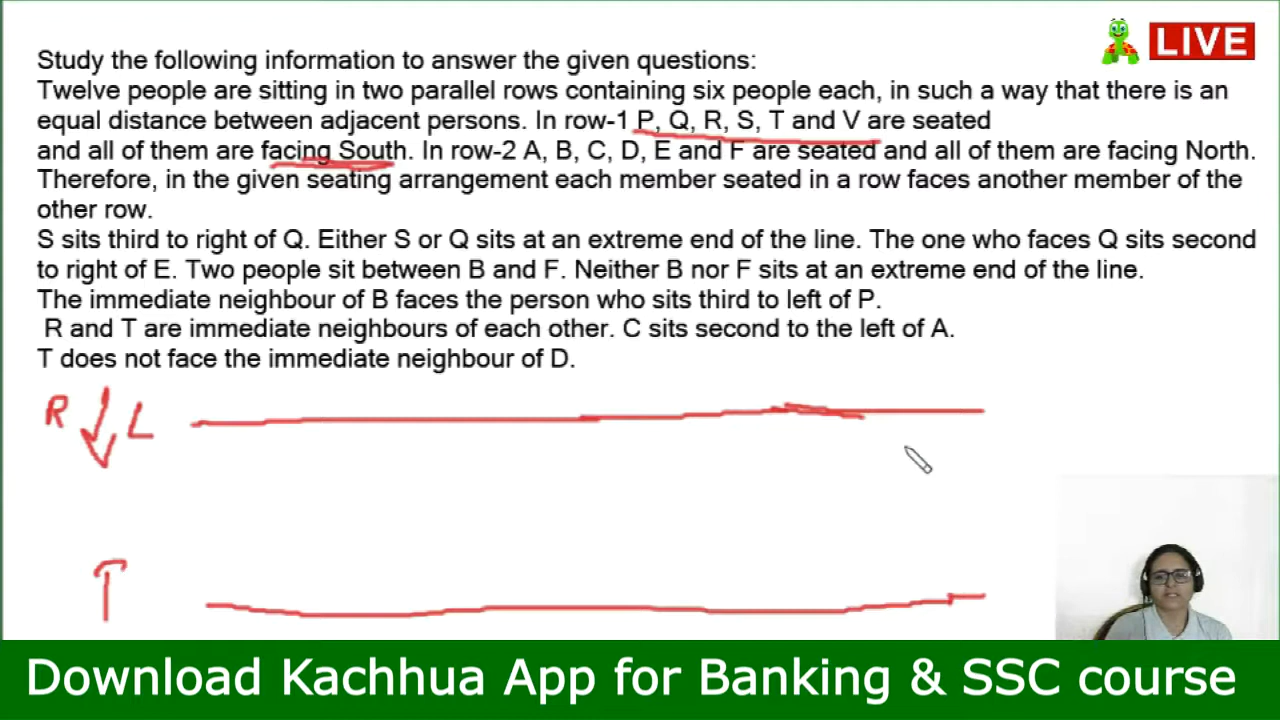 LIVE
Study the following information to answer the given questions:
Twelve people are sitting in two parallel rows containing six people each, in such a way that there is an
equal distance between adjacent persons. In row-1 P, Q, R, S, T and V are seated
and all of them are facing South. In row-2 A, B, C, D, E and F are seated and all of them are facing North.
Therefore, in the given seating arrangement each member seated in a row faces another member of the
other row.
S sits third to right of Q. Either S or Q sits at an extreme end of the line. The one who faces Q sits second
to right of E. Two people sit between B and F. Neither B nor F sits at an extreme end of the line.
The immediate neighbour of B faces the person who sits third to left of P.
R and T are immediate neighbours of each other. C sits second to the left of A.
T does not face the immediate neighbour of D.
R L
Download Kachhua App for Banking & SSC course